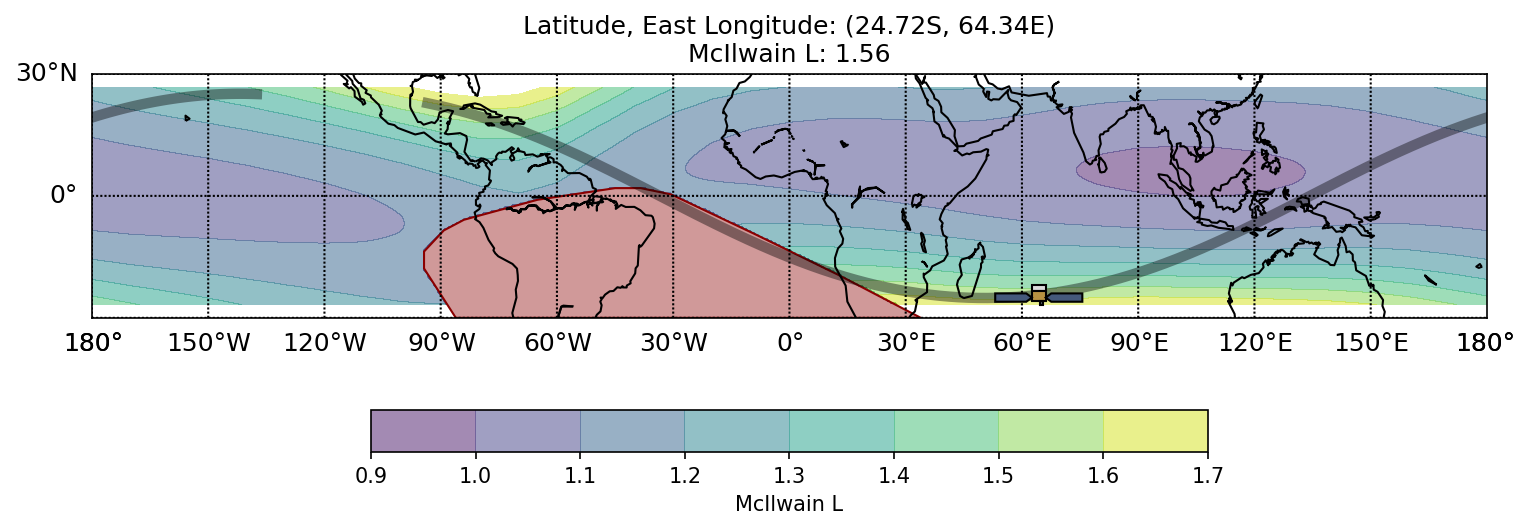 Latitude, East Longitude: (24.72S, 64.34E)
McIlwain L: 1.56
30°N
0°
180° 150°W 120°W 90°W 60°W 30°W 0° 30°E 60°E 90°E 120°E 150°E 180°
0.9 1.0 1.1 1.2 1.3 1.4 1.5 1.6 1.7
McIlwain L